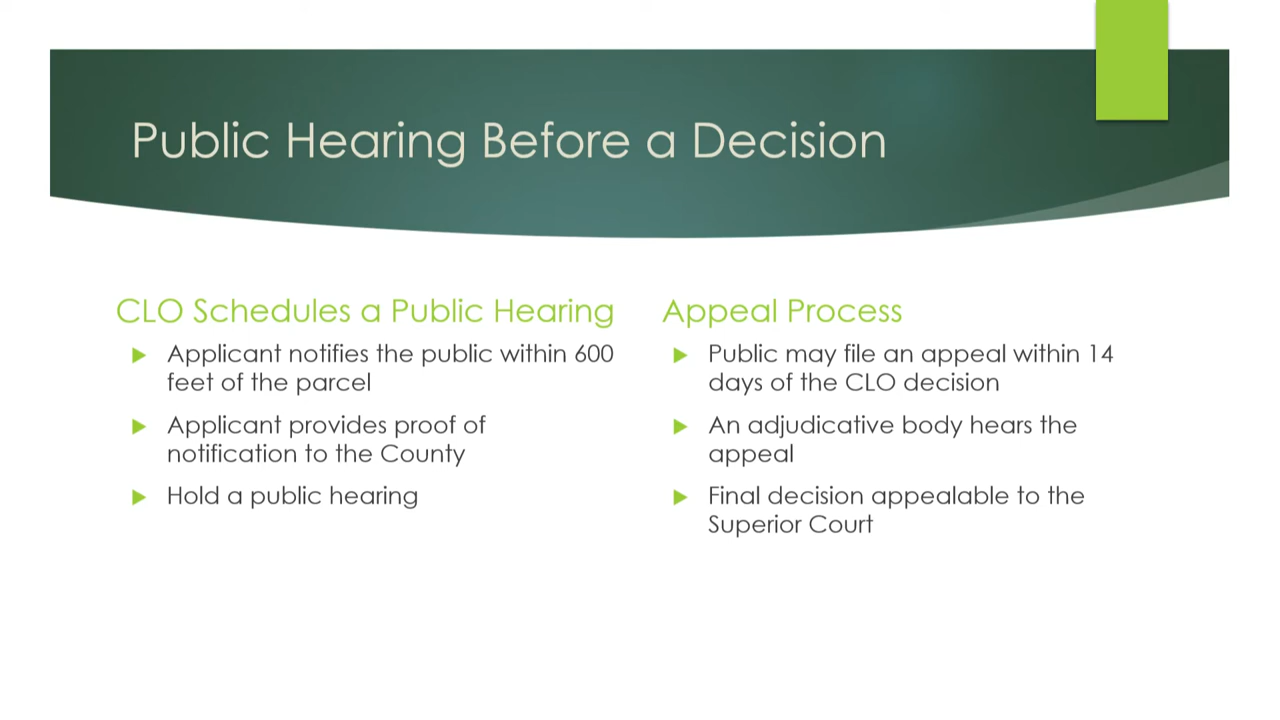 Public Hearing Before a Decision
CLO Schedules a Public Hearing
Applicant notifies the public within 600
feet of the parcel
Applicant provides proof of
notification to the County
Hold a public hearing
Appeal Process
Public may file an appeal within 14
days of the CLO decision
An adjudicative body hears the
appeal
Final decision appealable to the
Superior Court